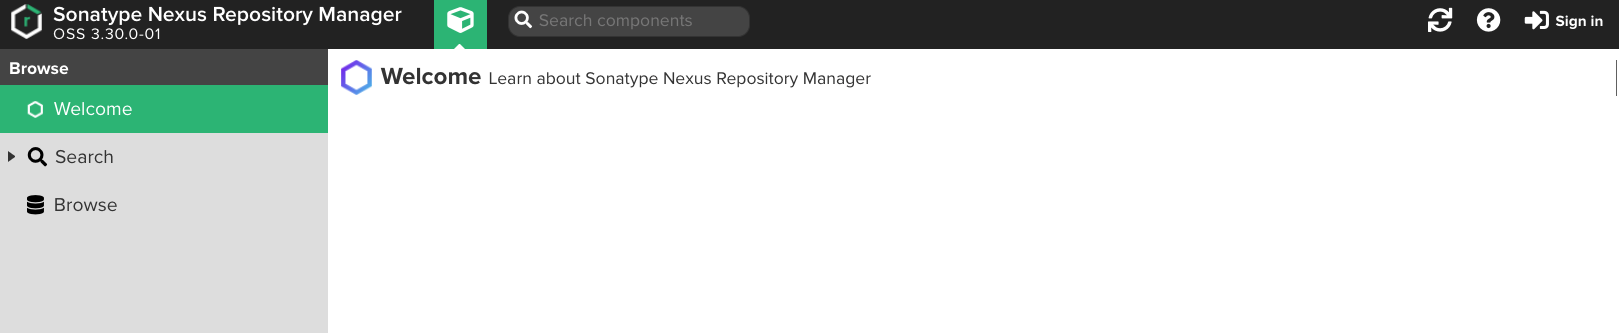 Sonatype Nexus Repository Manager
OSS 3.30.0-01
Search components
Sign in
Browse
Welcome
Search
Browse
Welcome Learn about Sonatype Nexus Repository Manager